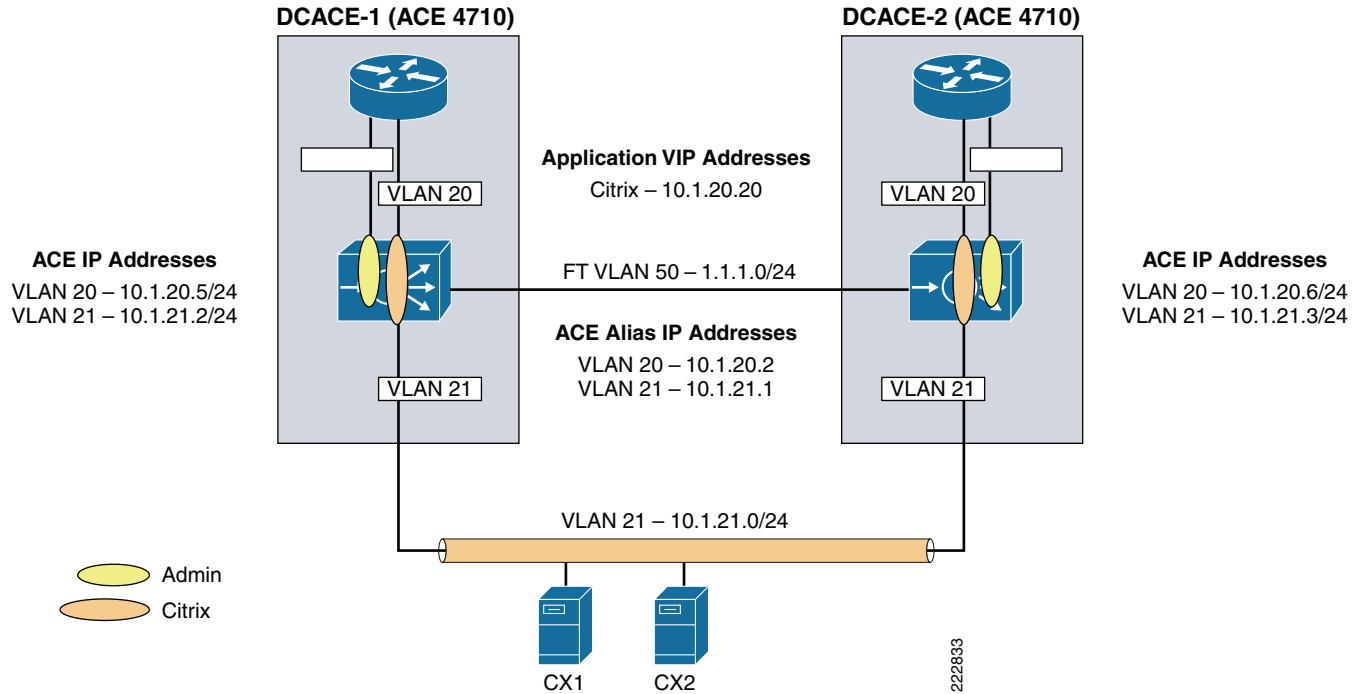 DCACE-1 (ACE 4710)
DCACE-2 (ACE 4710)
Application VIP Addresses
Citrix – 10.1.20.20
VLAN 20
VLAN 20
ACE IP Addresses
VLAN 20 – 10.1.20.5/24
VLAN 21 – 10.1.21.2/24
FT VLAN 50 – 1.1.1.0/24
ACE IP Addresses
VLAN 20 – 10.1.20.6/24
VLAN 21 – 10.1.21.3/24
ACE Alias IP Addresses
VLAN 20 – 10.1.20.2
VLAN 21 – 10.1.21.1
VLAN 21
VLAN 21
VLAN 21 – 10.1.21.0/24
Admin
Citrix
CX1
CX2
222833